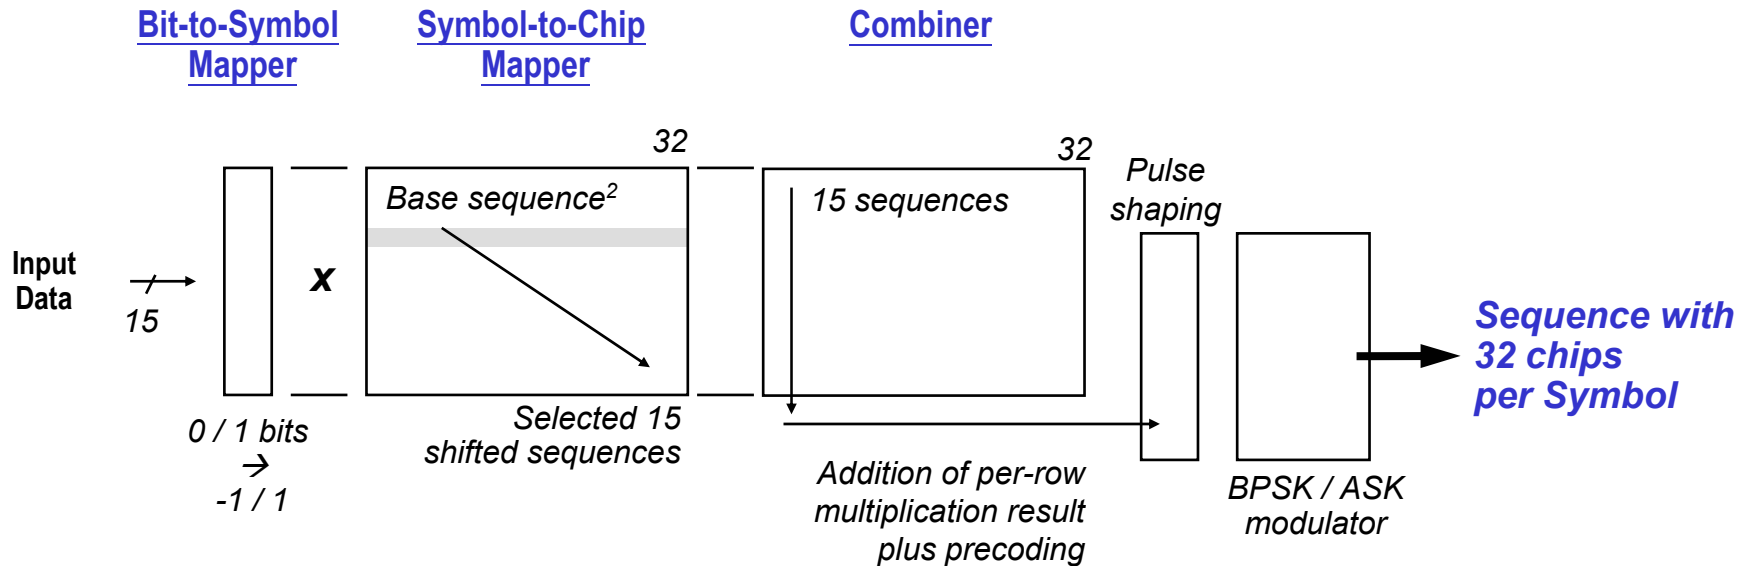 Bit-to-Symbol
Mapper
Symbol-to-Chip
Mapper
Combiner
Input
Data
15
0 / 1 bits
→
-1 / 1
x
32
Base sequence²
Selected 15
shifted sequences
32
15 sequences
Addition of per-row
multiplication result
plus precoding
Pulse
shaping
BPSK / ASK
modulator
Sequence with
32 chips
per Symbol